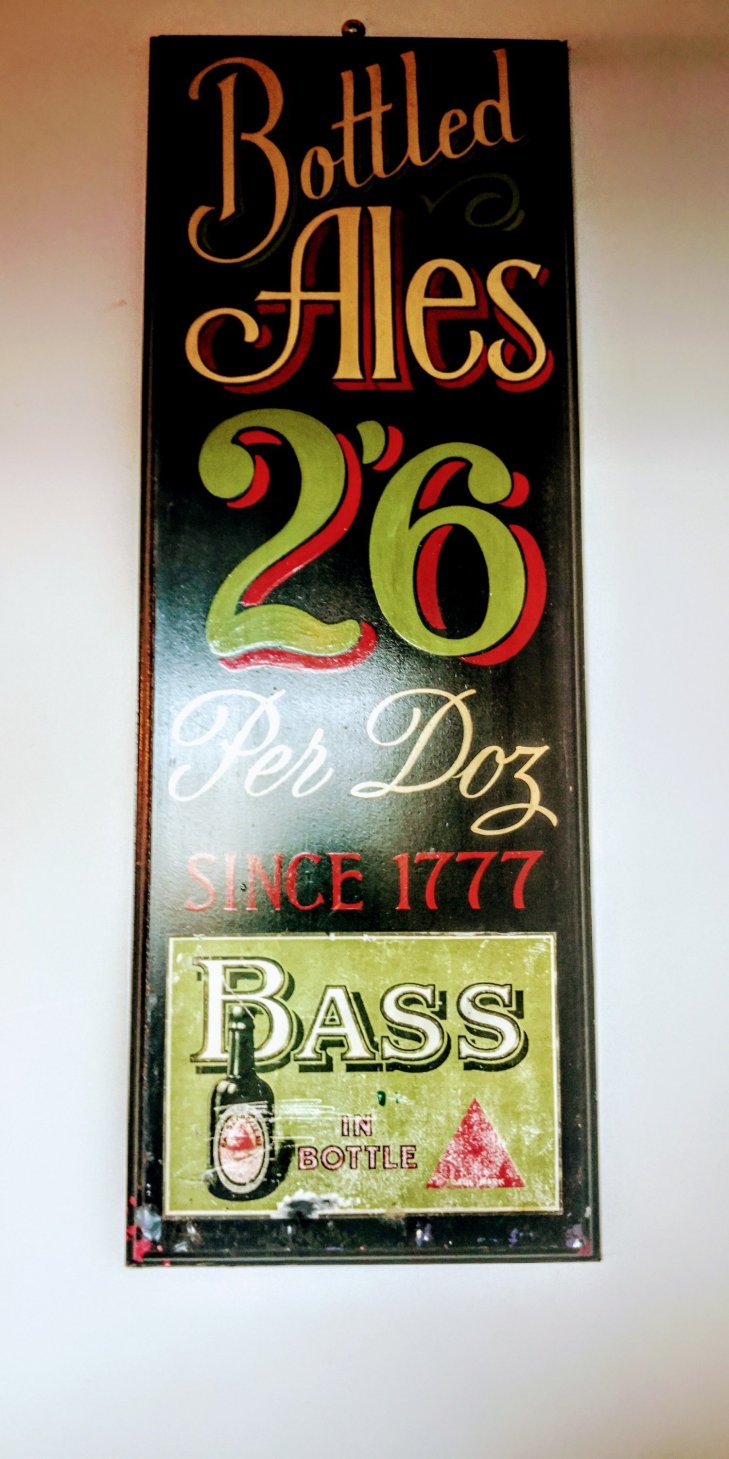 Bottled
Ales
2'6
Per Doz
SINCE 1777
BASS
IN
BOTTLE